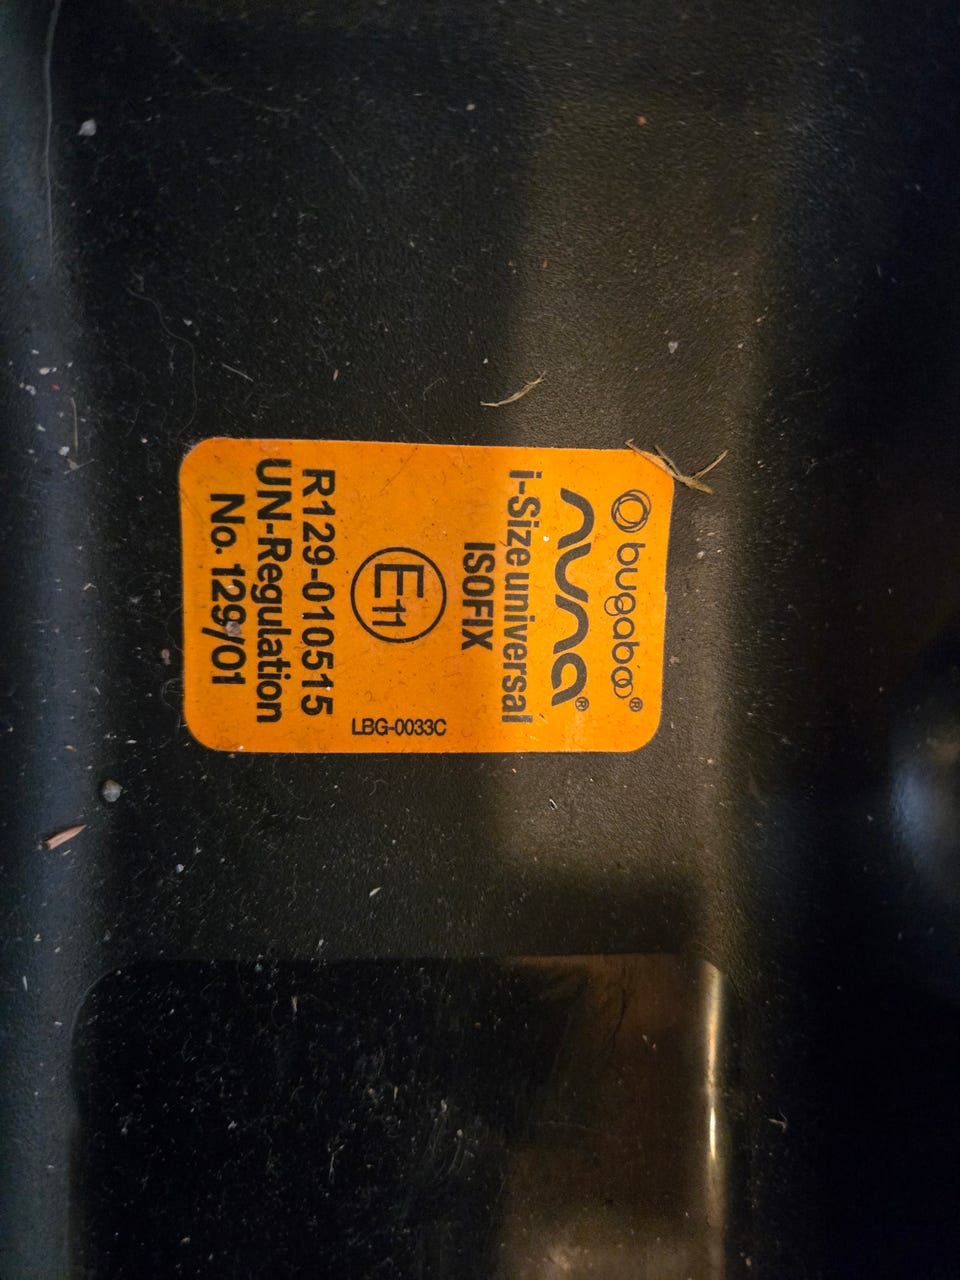 bugaboo®
nuna®
i-Size universal
ISOFIX
E11
LBG-0033C
R129-010515
UN-Regulation
No. 129/01